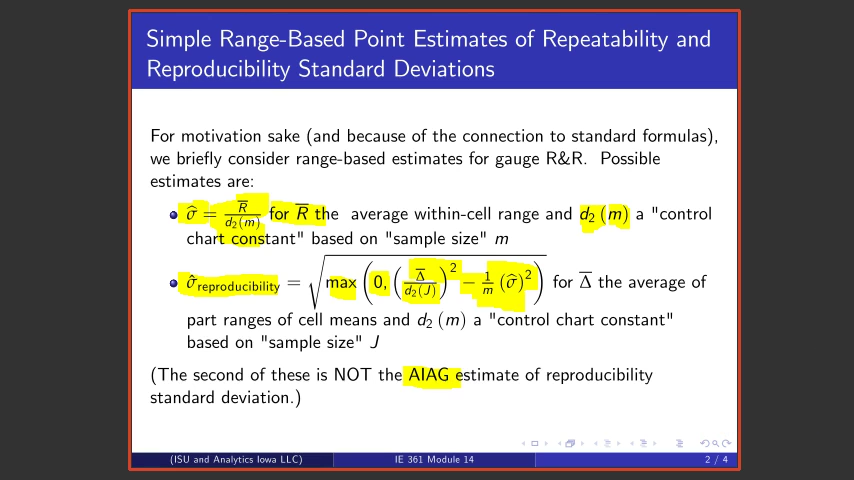 Simple Range-Based Point Estimates of Repeatability and
Reproducibility Standard Deviations
For motivation sake (and because of the connection to standard formulas),
we briefly consider range-based estimates for gauge R&R. Possible
estimates are:
σ̂ = R̅ / d₂(m) for R̅ the average within-cell range and d₂ (m) a "control
chart constant" based on "sample size" m
σ̂reproducibility = √( max ( 0, ( Δ̅ / d₂(J) )² − 1/m (σ̂)² ) ) for Δ̅ the average of
part ranges of cell means and d₂ (m) a "control chart constant"
based on "sample size" J
(The second of these is NOT the AIAG estimate of reproducibility
standard deviation.)
(ISU and Analytics Iowa LLC) IE 361 Module 14 2 / 4